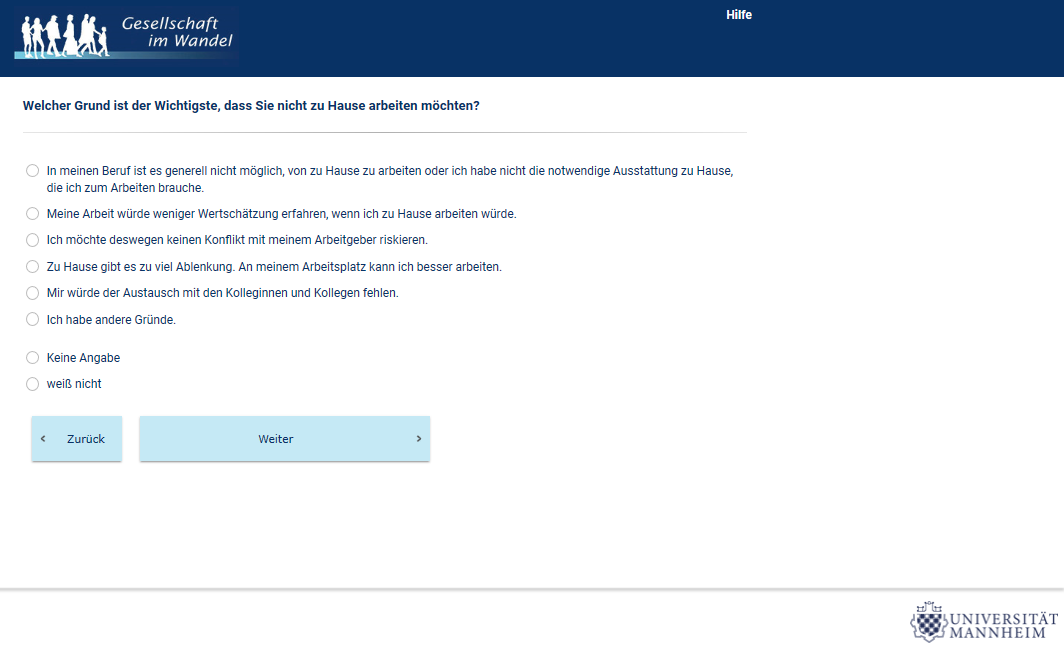 Gesellschaft
im Wandel
Hilfe
Welcher Grund ist der Wichtigste, dass Sie nicht zu Hause arbeiten möchten?
In meinen Beruf ist es generell nicht möglich, von zu Hause zu arbeiten oder ich habe nicht die notwendige Ausstattung zu Hause,
die ich zum Arbeiten brauche.
Meine Arbeit würde weniger Wertschätzung erfahren, wenn ich zu Hause arbeiten würde.
Ich möchte deswegen keinen Konflikt mit meinem Arbeitgeber riskieren.
Zu Hause gibt es zu viel Ablenkung. An meinem Arbeitsplatz kann ich besser arbeiten.
Mir würde der Austausch mit den Kolleginnen und Kollegen fehlen.
Ich habe andere Gründe.
Keine Angabe
weiß nicht
‹ Zurück Weiter ›
UNIVERSITÄT
MANNHEIM